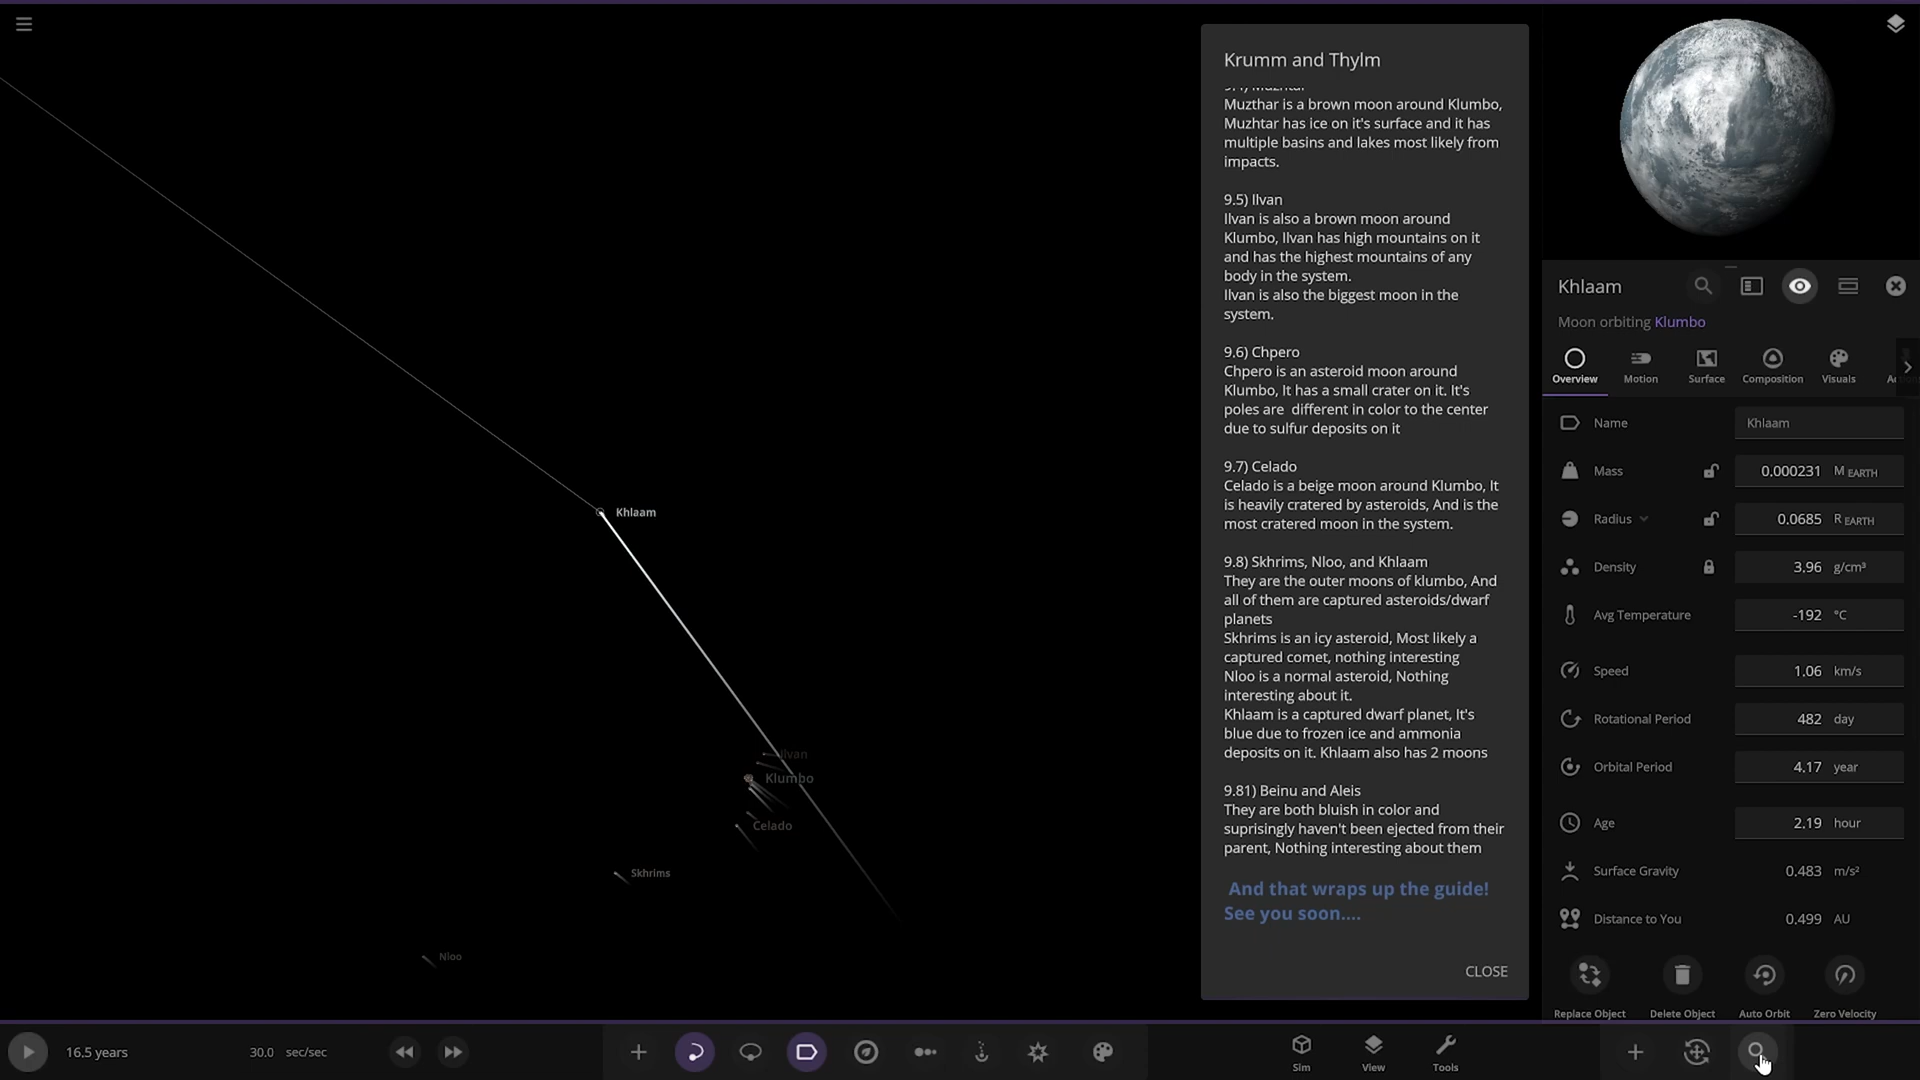 Krumm and Thylm
Muzthar is a brown moon around Klumbo,
Muzhtar has ice on it's surface and it has
multiple basins and lakes most likely from
impacts.
9.5) Ilvan
Ilvan is also a brown moon around
Klumbo, Ilvan has high mountains on it
and has the highest mountains of any
body in the system.
Ilvan is also the biggest moon in the
system.
9.6) Chpero
Chpero is an asteroid moon around
Klumbo, It has a small crater on it. It's
poles are  different in color to the center
due to sulfur deposits on it
9.7) Celado
Celado is a beige moon around Klumbo, It
is heavily cratered by asteroids, And is the
most cratered moon in the system.
9.8) Skhrims, Nloo, and Khlaam
They are the outer moons of klumbo, And
all of them are captured asteroids/dwarf
planets
Skhrims is an icy asteroid, Most likely a
captured comet, nothing interesting
Nloo is a normal asteroid, Nothing
interesting about it.
Khlaam is a captured dwarf planet, It's
blue due to frozen ice and ammonia
deposits on it. Khlaam also has 2 moons
9.81) Beinu and Aleis
They are both bluish in color and
suprisingly haven't been ejected from their
parent, Nothing interesting about them
And that wraps up the guide!
See you soon....
CLOSE
Khlaam
Ilvan
Klumbo
Celado
Skhrims
Nloo
Khlaam
Moon orbiting Klumbo
Overview
Motion
Surface
Composition
Visuals
Name Khlaam
Mass 0.000231 M EARTH
Radius 0.0685 R EARTH
Density 3.96 g/cm³
Avg Temperature -192 °C
Speed 1.06 km/s
Rotational Period 482 day
Orbital Period 4.17 year
Age 2.19 hour
Surface Gravity 0.483 m/s²
Distance to You 0.499 AU
Replace Object
Delete Object
Auto Orbit
Zero Velocity
16.5 years
30.0 sec/sec
Sim
View
Tools